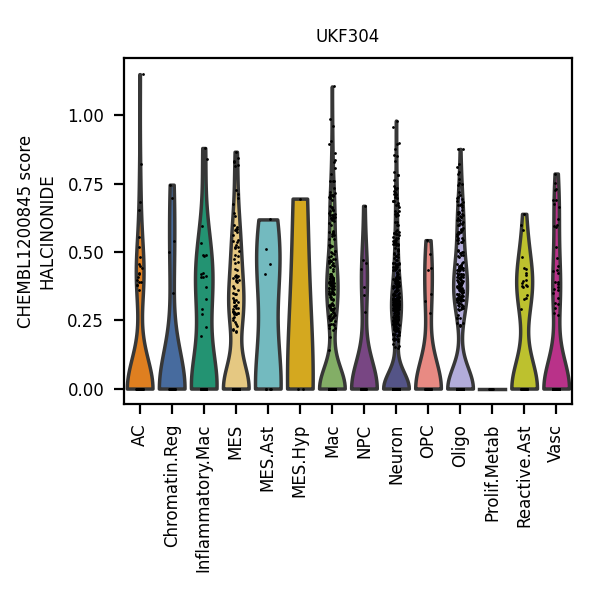 UKF304
CHEMBL1200845 score
HALCINONIDE
1.00
0.75
0.50
0.25
0.00
AC
Chromatin.Reg
Inflammatory.Mac
MES
MES.Ast
MES.Hyp
Mac
NPC
Neuron
OPC
Oligo
Prolif.Metab
Reactive.Ast
Vasc